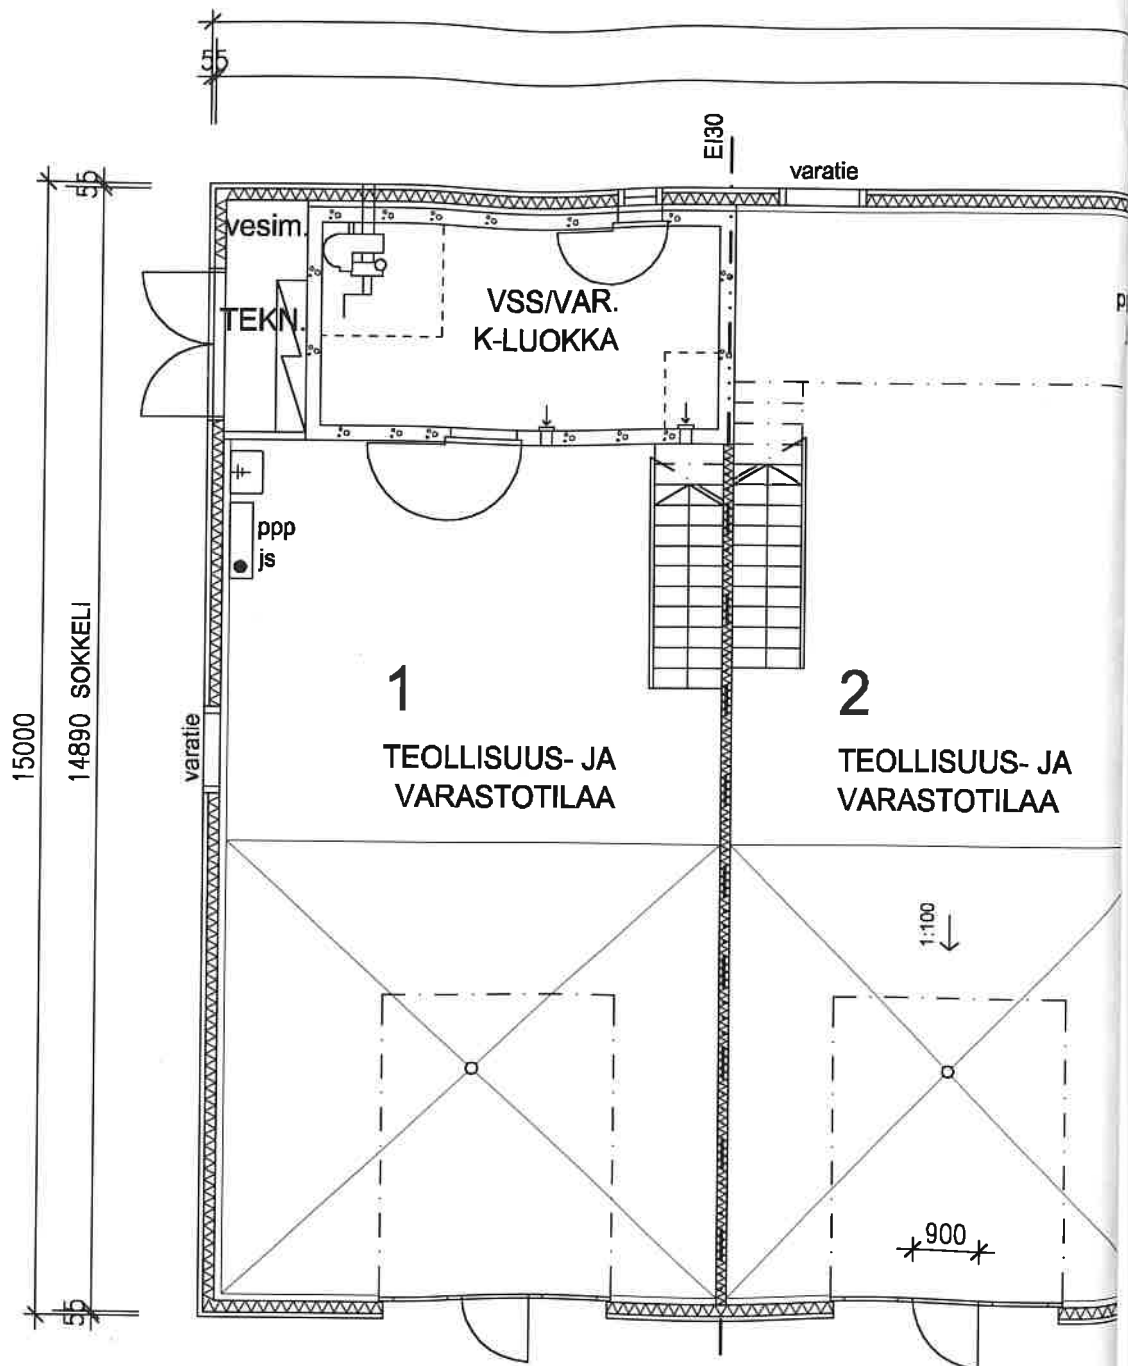 55
EI30
varatie
55
vesim.
TEKN.
VSS/VAR.
K-LUOKKA
ppp
js
15000
14890 SOKKELI
varatie
1
TEOLLISUUS- JA
VARASTOTILAA
2
TEOLLISUUS- JA
VARASTOTILAA
1:100
900
55